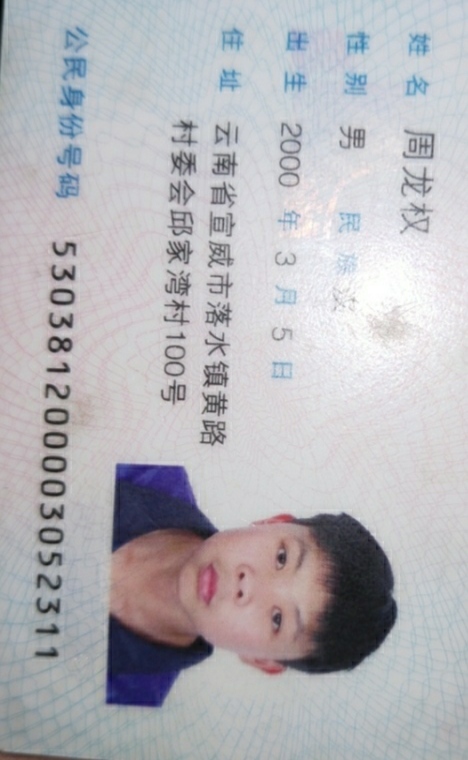 姓名 周龙权
性别 男 民族 汉
出生 2000 年 3 月 5 日
住址 云南省宣威市落水镇黄路
村委会邱家湾村100号
公民身份号码 530381200003052311